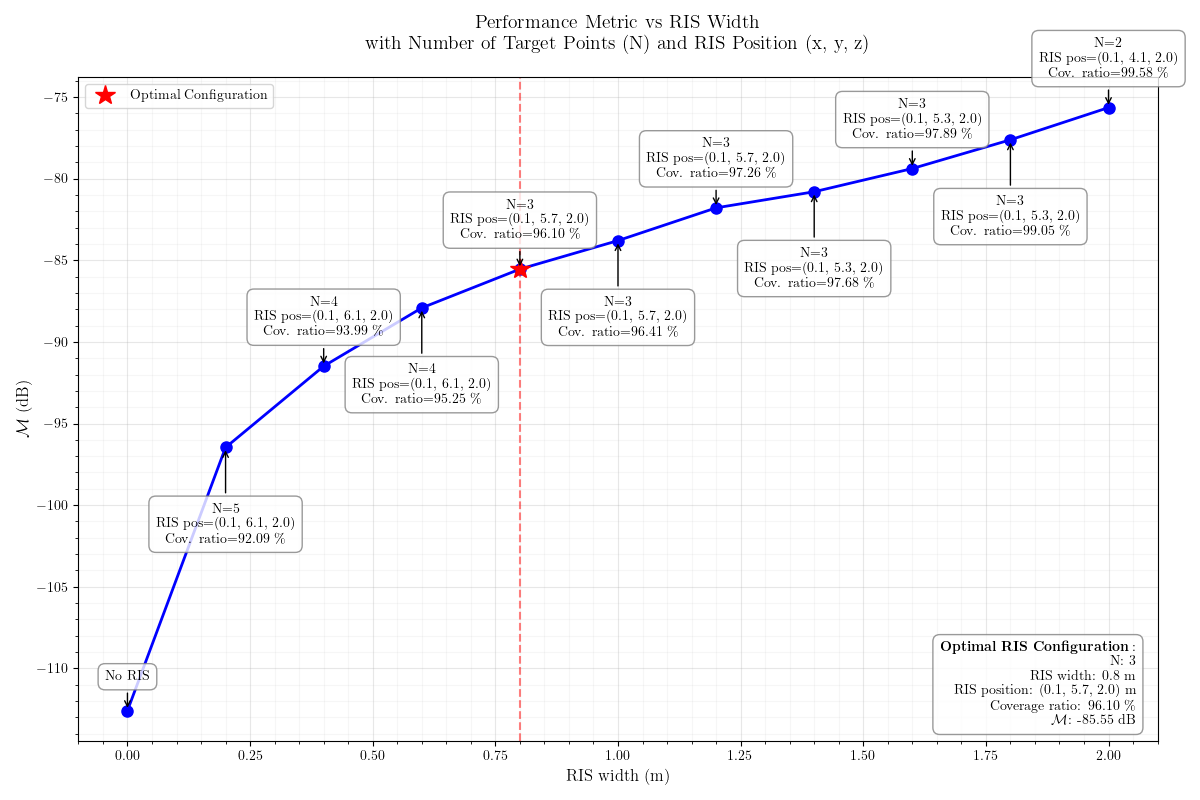 Performance Metric vs RIS Width
with Number of Target Points (N) and RIS Position (x, y, z)
Optimal Configuration
N=2
RIS pos=(0.1, 4.1, 2.0)
Cov. ratio=99.58 %
N=3
RIS pos=(0.1, 5.3, 2.0)
Cov. ratio=97.89 %
N=3
RIS pos=(0.1, 5.7, 2.0)
Cov. ratio=97.26 %
N=3
RIS pos=(0.1, 5.7, 2.0)
Cov. ratio=96.10 %
N=3
RIS pos=(0.1, 5.3, 2.0)
Cov. ratio=99.05 %
N=3
RIS pos=(0.1, 5.3, 2.0)
Cov. ratio=97.68 %
N=4
RIS pos=(0.1, 6.1, 2.0)
Cov. ratio=93.99 %
N=3
RIS pos=(0.1, 5.7, 2.0)
Cov. ratio=96.41 %
N=4
RIS pos=(0.1, 6.1, 2.0)
Cov. ratio=95.25 %
N=5
RIS pos=(0.1, 6.1, 2.0)
Cov. ratio=92.09 %
No RIS
Optimal RIS Configuration:
N: 3
RIS width: 0.8 m
RIS position: (0.1, 5.7, 2.0) m
Coverage ratio: 96.10 %
ℳ: -85.55 dB
−75
−80
−85
−90
−95
−100
−105
−110
ℳ (dB)
0.00 0.25 0.50 0.75 1.00 1.25 1.50 1.75 2.00
RIS width (m)